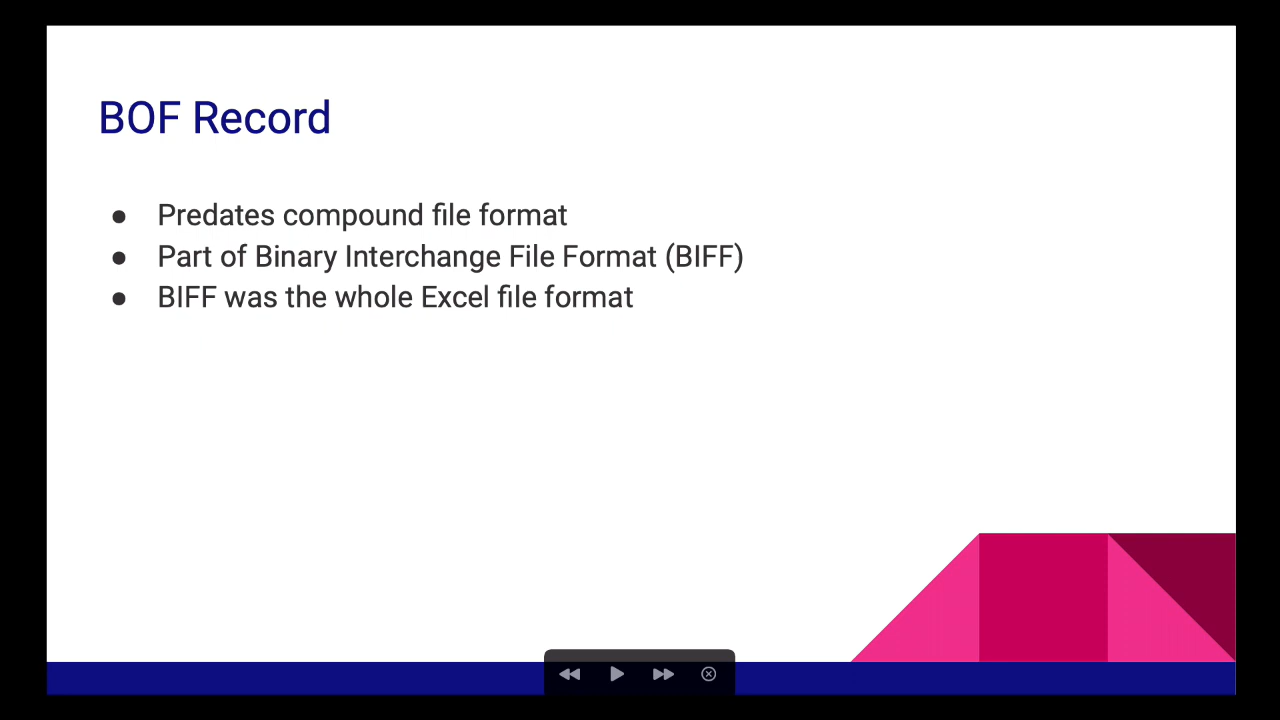 BOF Record
● Predates compound file format
● Part of Binary Interchange File Format (BIFF)
● BIFF was the whole Excel file format